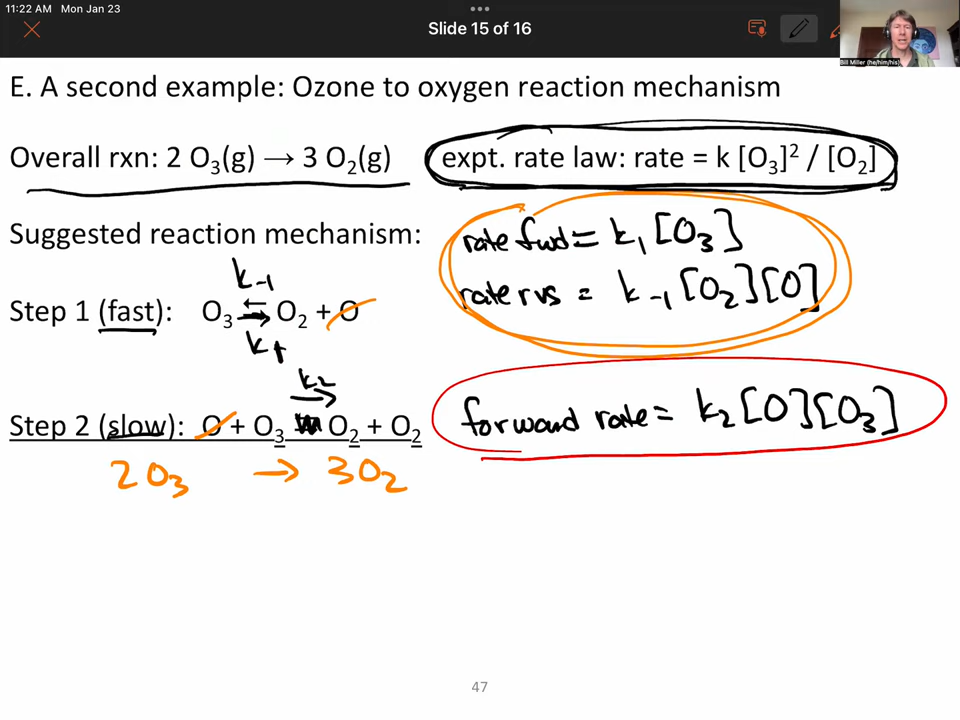 11:22 AM Mon Jan 23
Slide 15 of 16
Bill Miller (he/him/his)
E. A second example: Ozone to oxygen reaction mechanism
Overall rxn: 2 O₃(g) → 3 O₂(g)
expt. rate law: rate = k [O₃]² / [O₂]
Suggested reaction mechanism:
rate fwd = k₁ [O₃]
rate rvs = k₋₁ [O₂][O]
k₋₁
Step 1 (fast): O₃ ⇌ O₂ + O
k₁
k₂
Step 2 (slow): O + O₃ → O₂ + O₂
forward rate = k₂ [O][O₃]
2 O₃ → 3 O₂
47